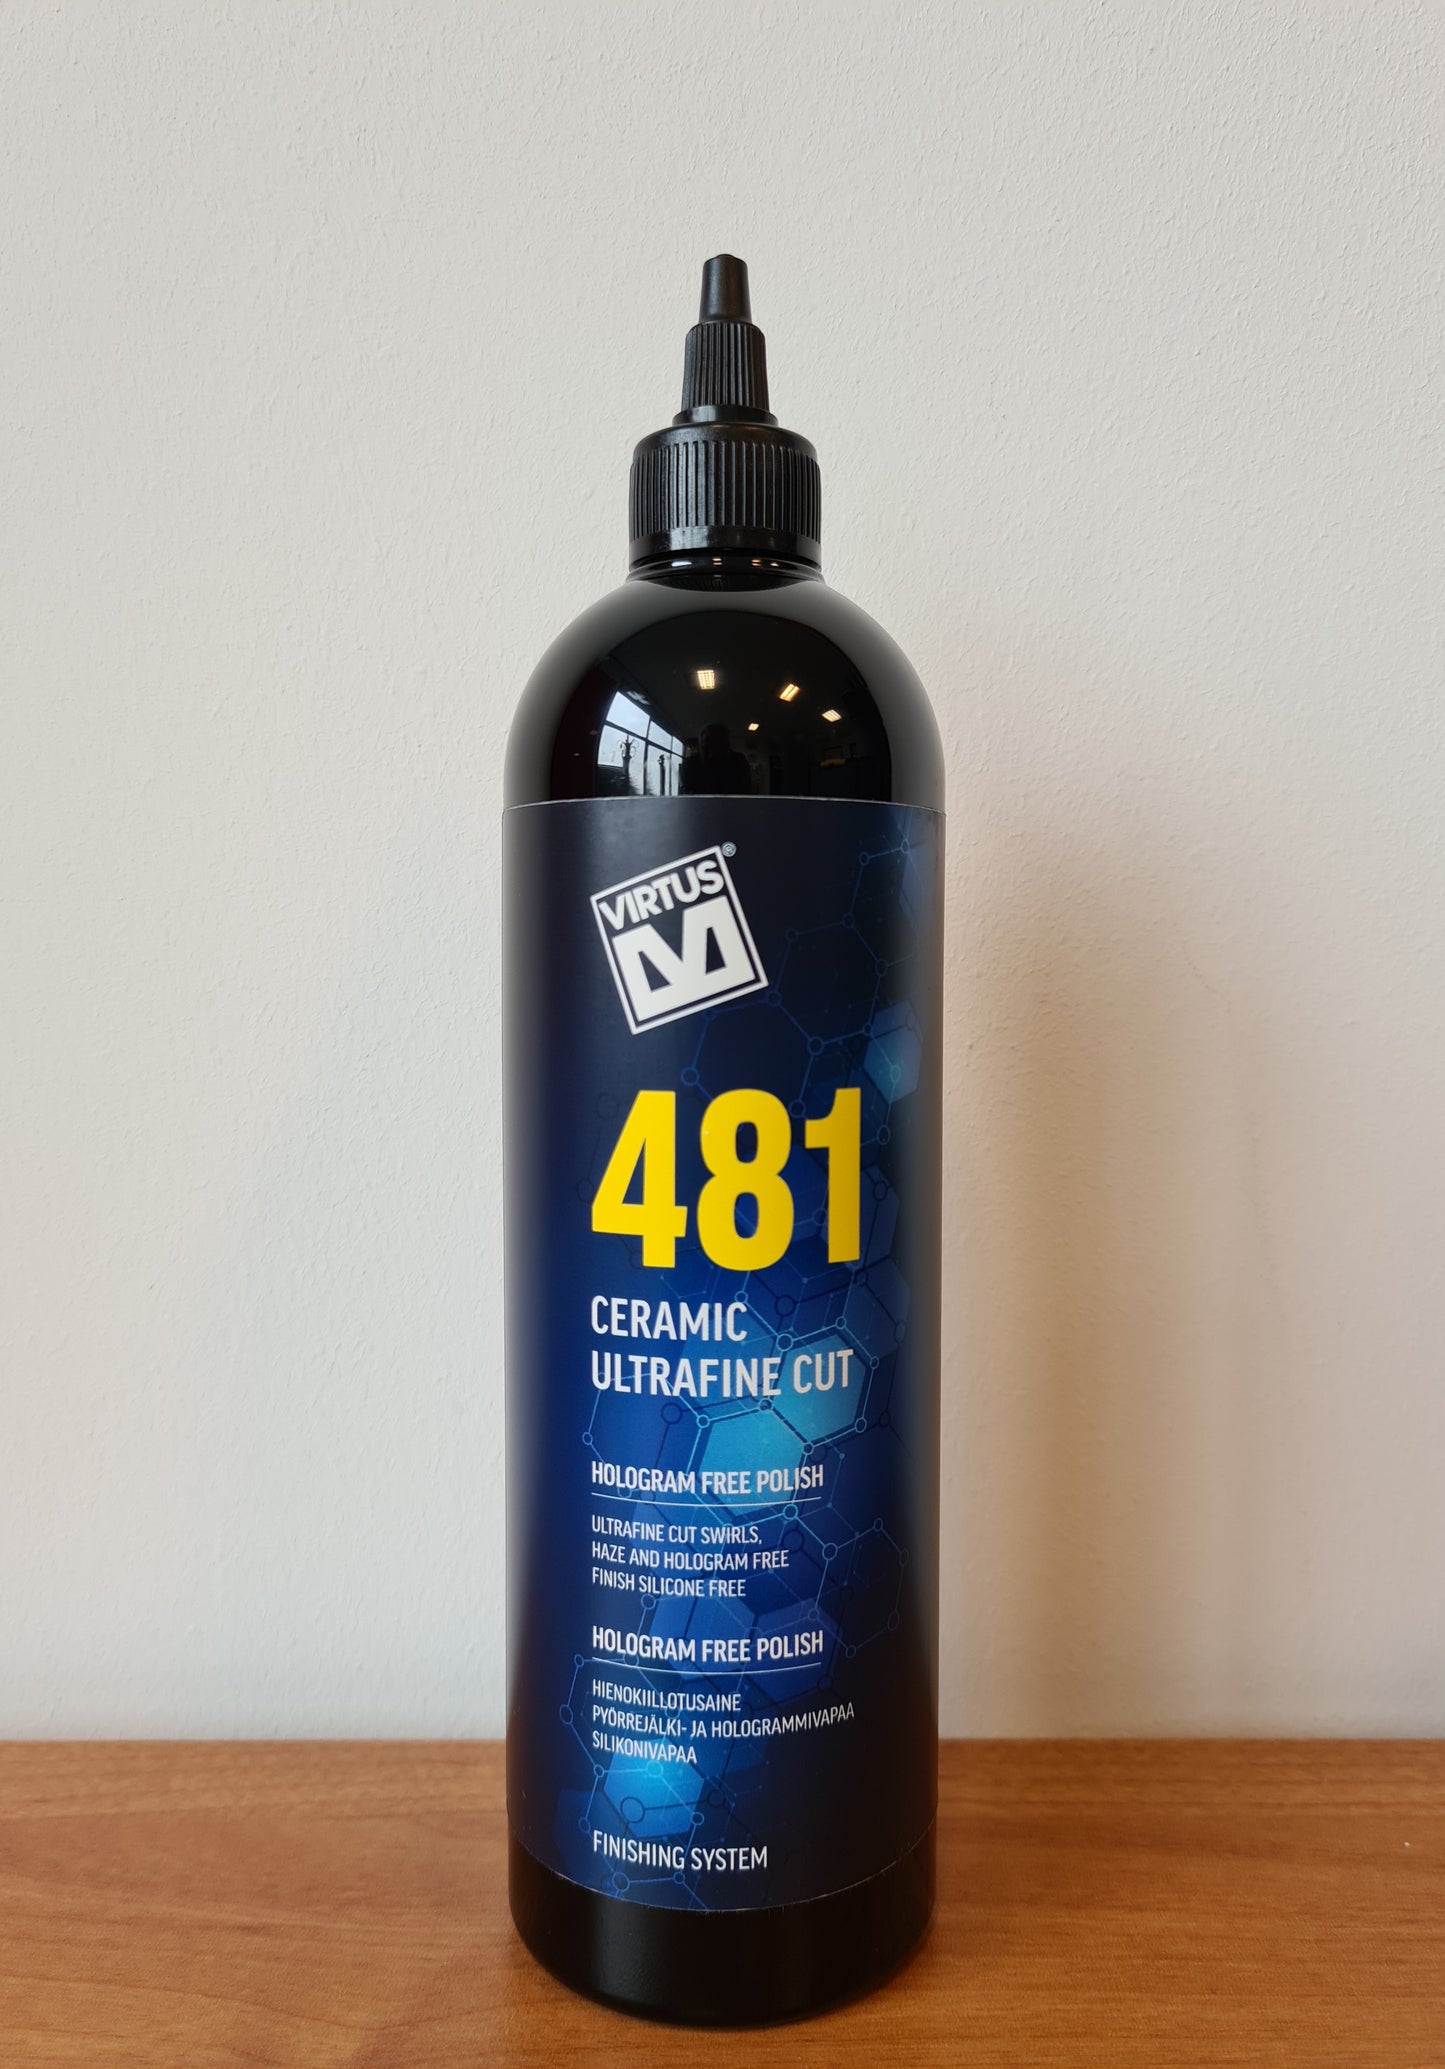 VIRTUS
®
481
CERAMIC
ULTRAFINE CUT
HOLOGRAM FREE POLISH
ULTRAFINE CUT SWIRLS,
HAZE AND HOLOGRAM FREE
FINISH SILICONE FREE
HOLOGRAM FREE POLISH
HIENOKIILLOTUSAINE
PYÖRREJÄLKI- JA HOLOGRAMMIVAPAA
SILIKONIVAPAA
FINISHING SYSTEM